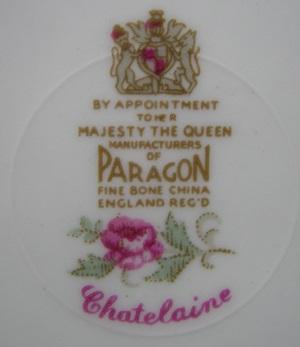 BY APPOINTMENT
TO HER
MAJESTY THE QUEEN
MANUFACTURERS
OF
PARAGON
FINE BONE CHINA
ENGLAND REG'D
Chatelaine